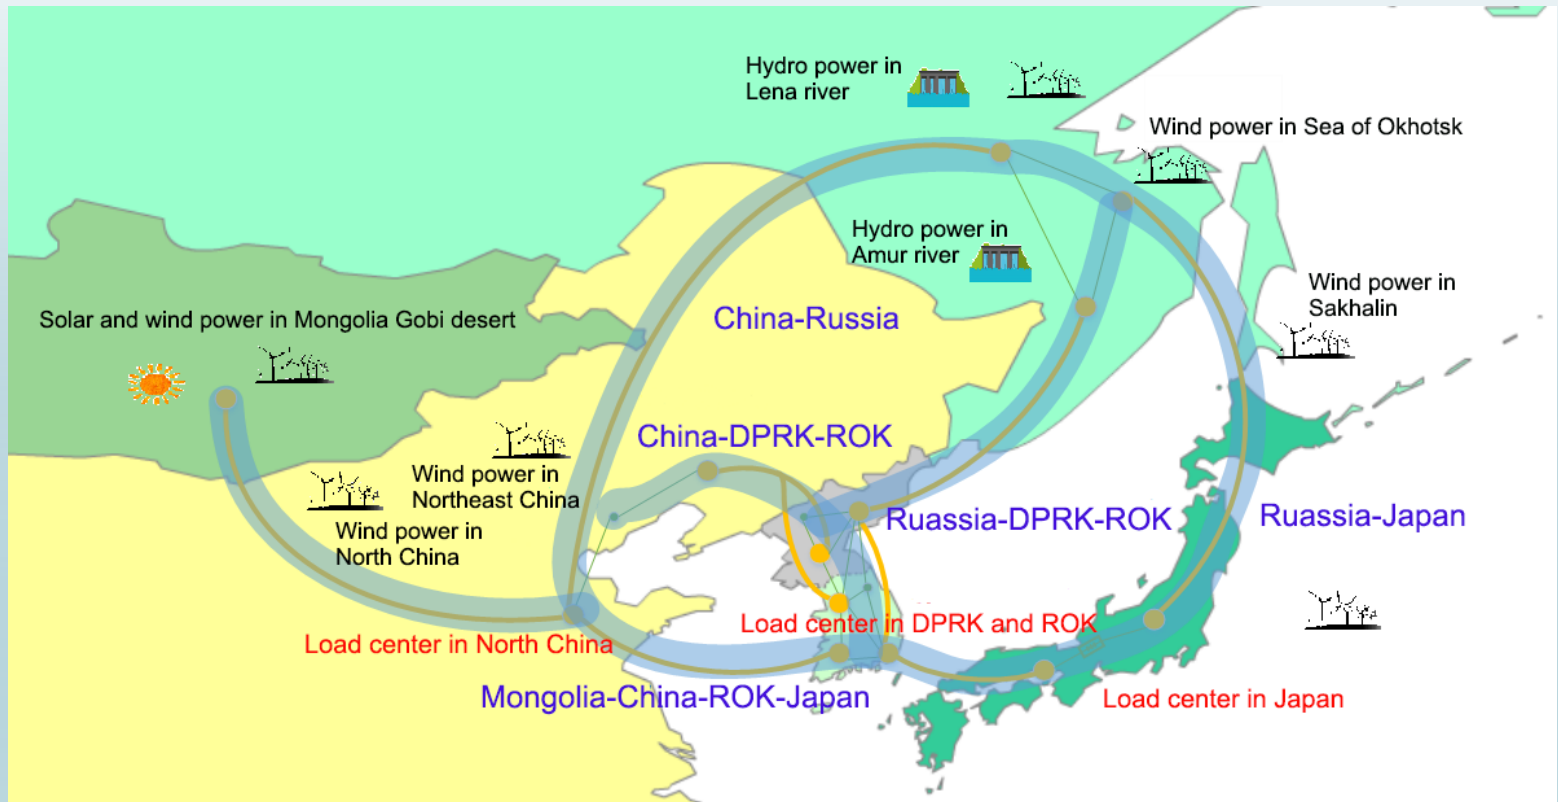 Hydro power in
Lena river
Wind power in Sea of Okhotsk
Hydro power in
Amur river
Wind power in
Sakhalin
Solar and wind power in Mongolia Gobi desert
China-Russia
China-DPRK-ROK
Wind power in
Northeast China
Wind power in
North China
Ruassia-DPRK-ROK
Ruassia-Japan
Load center in North China
Load center in DPRK and ROK
Mongolia-China-ROK-Japan
Load center in Japan